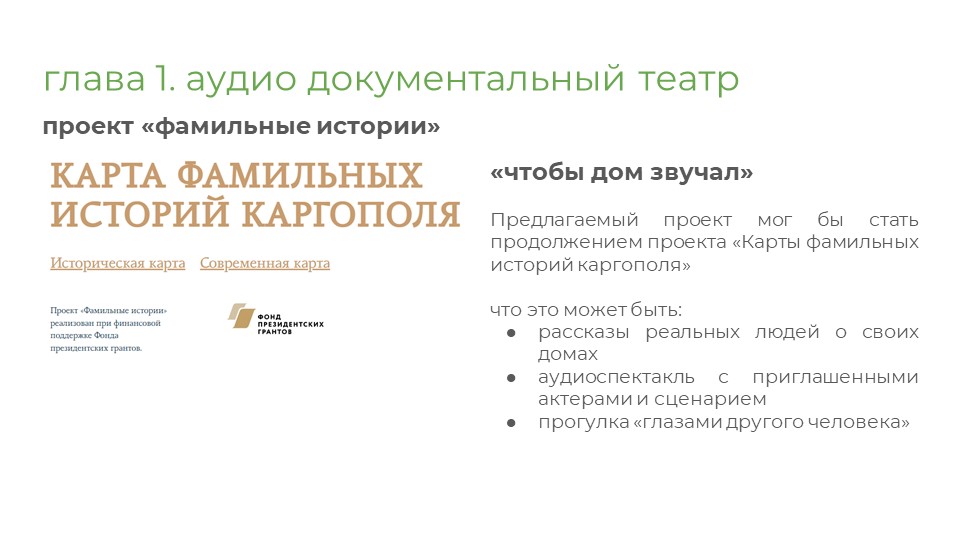 глава 1. аудио документальный театр
проект «фамильные истории»
КАРТА ФАМИЛЬНЫХ
ИСТОРИЙ КАРГОПОЛЯ
Историческая карта Современная карта
Проект «Фамильные истории»
реализован при финансовой
поддержке Фонда
президентских грантов.
ФОНД
ПРЕЗИДЕНТСКИХ
ГРАНТОВ
«чтобы дом звучал»
Предлагаемый проект мог бы стать
продолжением проекта «Карты фамильных
историй каргополя»
что это может быть:
● рассказы реальных людей о своих
домах
● аудиоспектакль с приглашенными
актерами и сценарием
● прогулка «глазами другого человека»